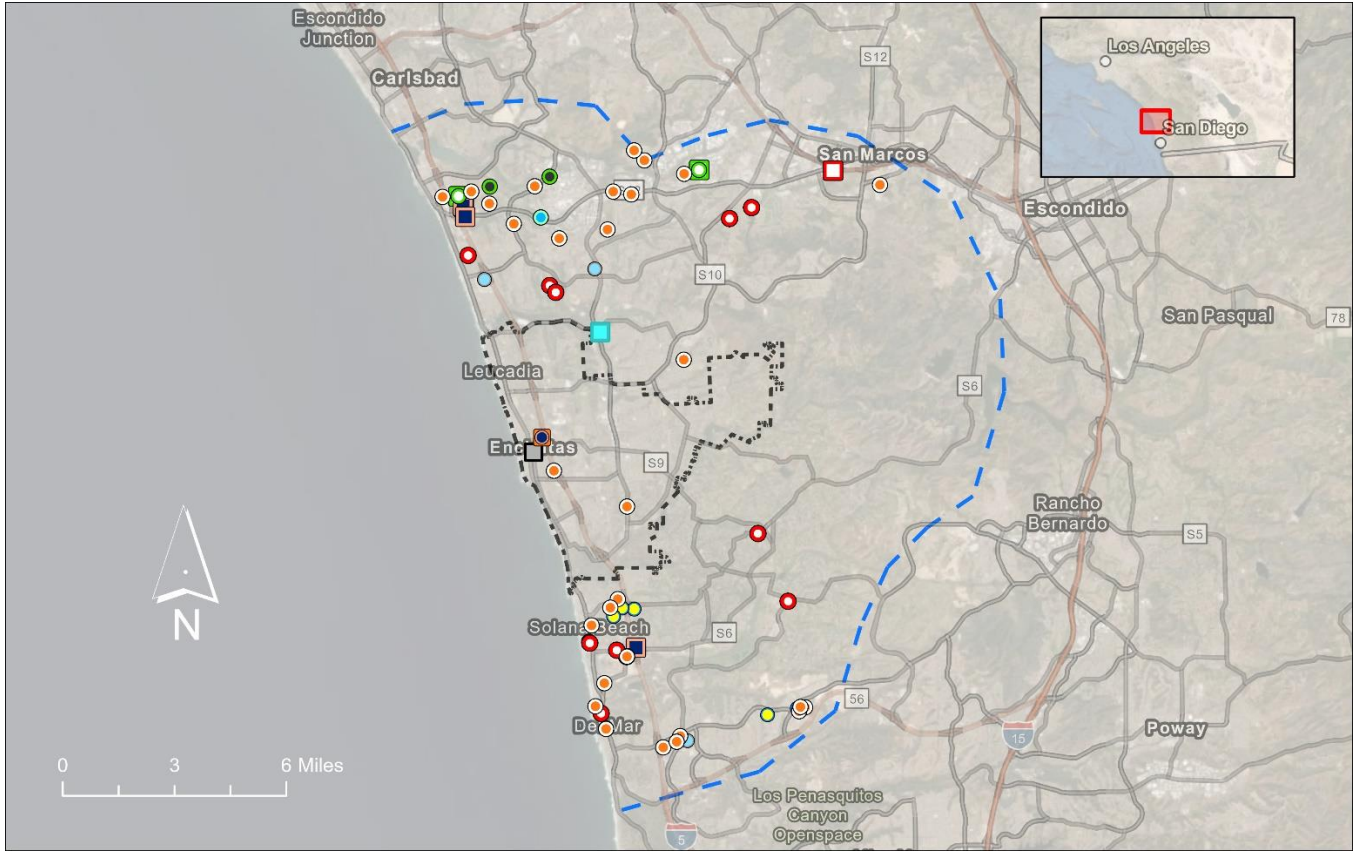 Escondido
Junction
Carlsbad
S12
Los Angeles
San Diego
San Marcos
Escondido
S10
San Pasqual
78
Leucadia
S6
Encinitas
S9
Rancho
Bernardo
S5
N
Solana Beach
S6
56
Del Mar
15
Poway
0 3 6 Miles
Los Penasquitos
Canyon
Openspace
5